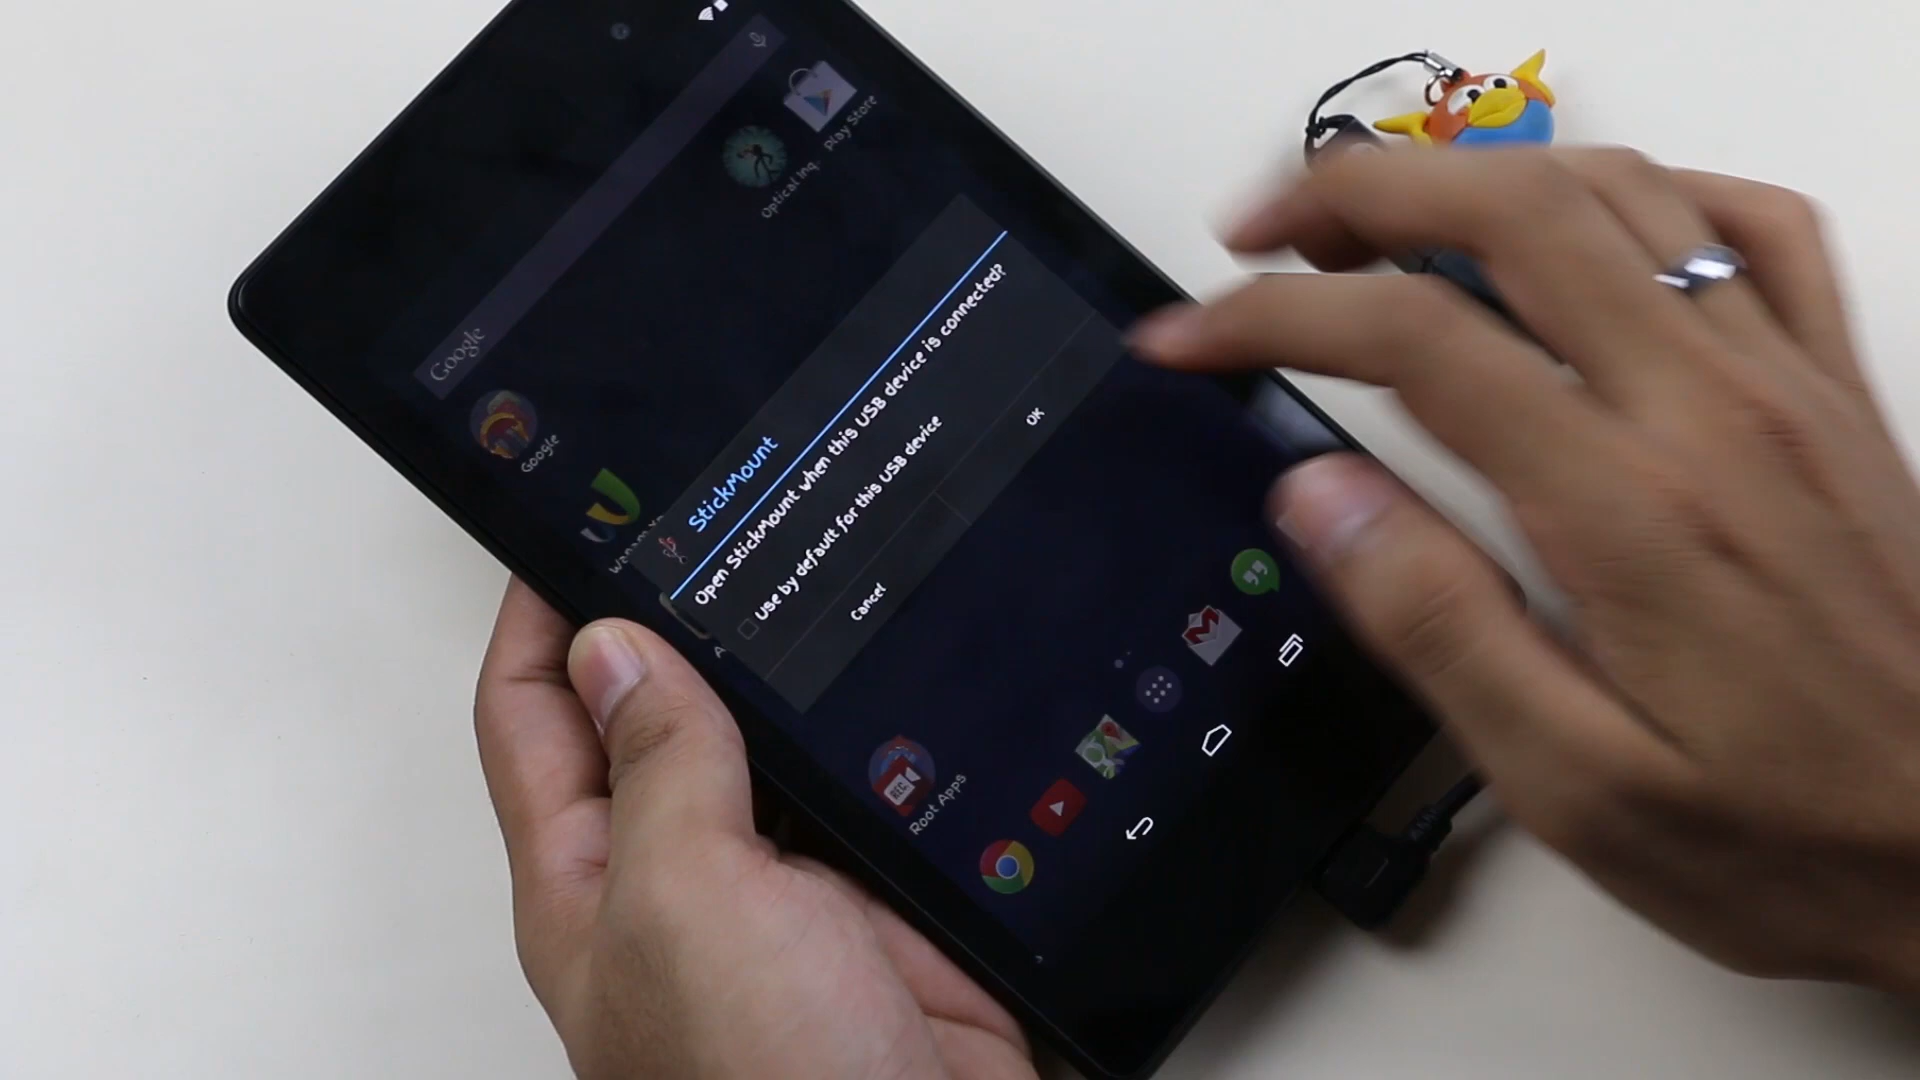 Google
Play Store
Optical Inq
Google
StickMount
Open StickMount when this USB device is connected?
Use by default for this USB device
Cancel
OK
REC
Root Apps